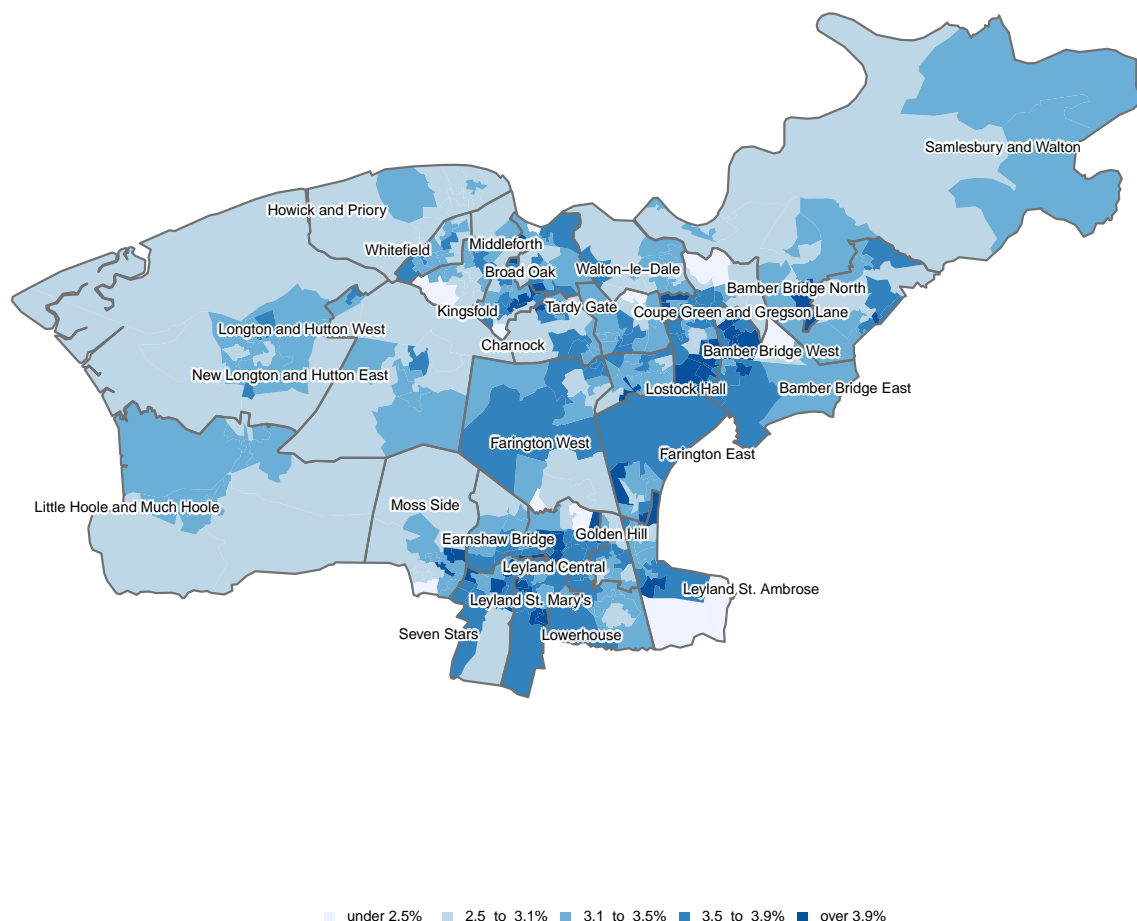 Samlesbury and Walton
Howick and Priory
Whitefield
Middleforth
Broad Oak
Walton−le−Dale
Bamber Bridge North
Kingsfold
Tardy Gate
Coupe Green and Gregson Lane
Longton and Hutton West
Charnock
Bamber Bridge West
New Longton and Hutton East
Lostock Hall
Bamber Bridge East
Farington West
Farington East
Little Hoole and Much Hoole
Moss Side
Earnshaw Bridge
Golden Hill
Leyland Central
Leyland St. Ambrose
Leyland St. Mary's
Seven Stars
Lowerhouse
under 2.5% 2.5 to 3.1% 3.1 to 3.5% 3.5 to 3.9% over 3.9%